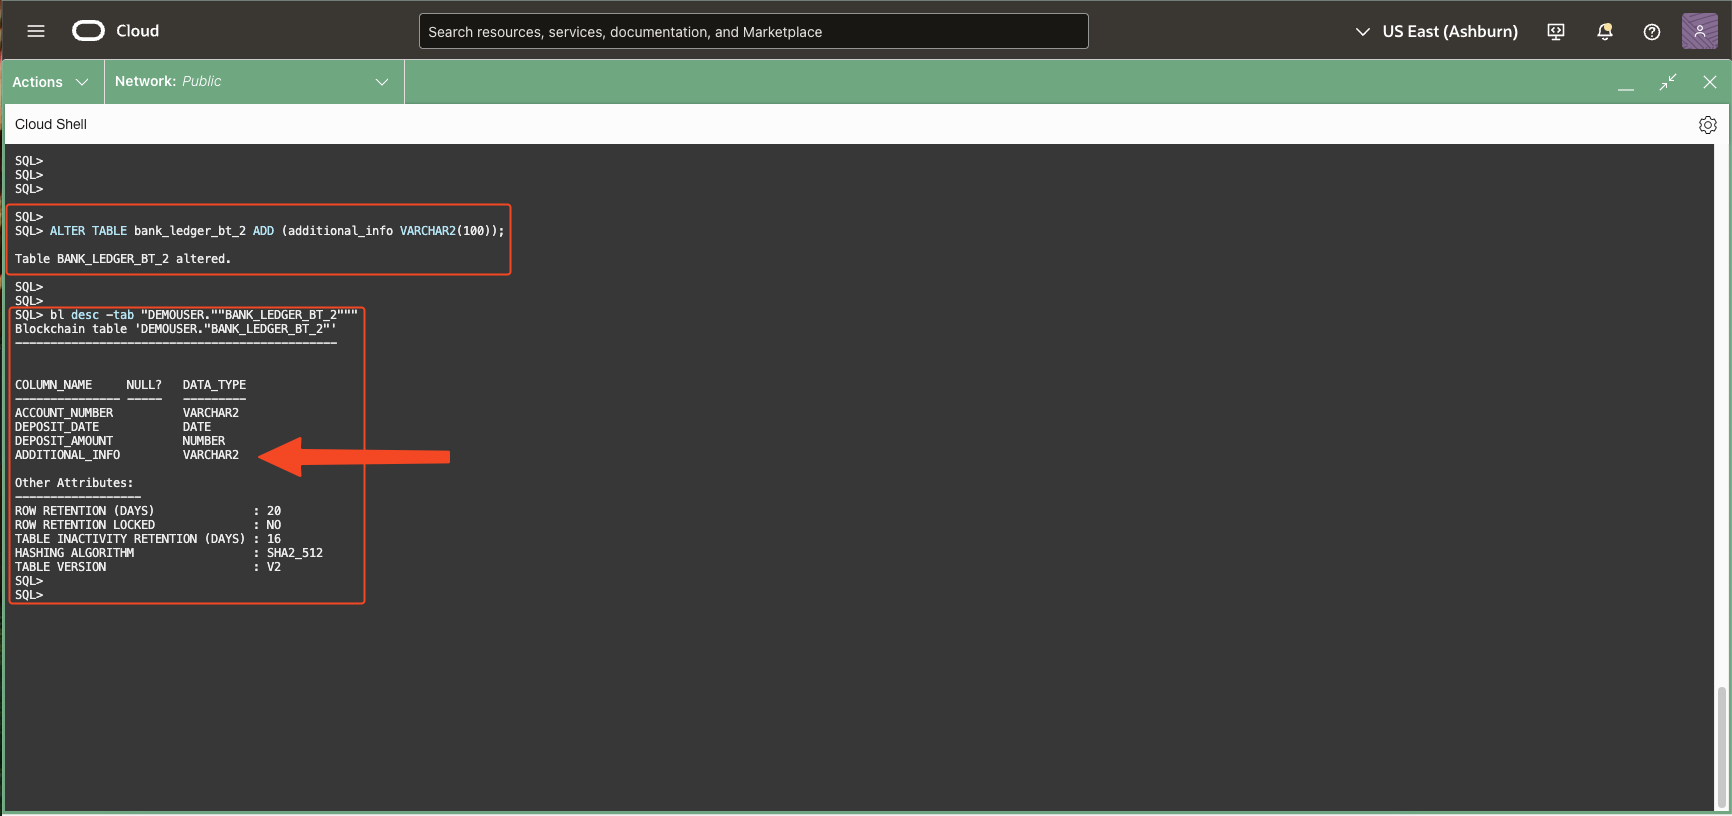 Cloud
Search resources, services, documentation, and Marketplace
US East (Ashburn)
Actions
Network: Public
Cloud Shell
SQL>
SQL>
SQL>
SQL>
SQL> ALTER TABLE bank_ledger_bt_2 ADD (additional_info VARCHAR2(100));
Table BANK_LEDGER_BT_2 altered.
SQL>
SQL>
SQL> bl desc -tab "DEMOUSER.""BANK_LEDGER_BT_2"""
Blockchain table 'DEMOUSER."BANK_LEDGER_BT_2"'
----------------------------------------------
COLUMN_NAME     NULL?   DATA_TYPE
--------------- -----   ---------
ACCOUNT_NUMBER          VARCHAR2
DEPOSIT_DATE            DATE
DEPOSIT_AMOUNT          NUMBER
ADDITIONAL_INFO         VARCHAR2
Other Attributes:
------------------
ROW RETENTION (DAYS)              : 20
ROW RETENTION LOCKED              : NO
TABLE INACTIVITY RETENTION (DAYS) : 16
HASHING ALGORITHM                 : SHA2_512
TABLE VERSION                     : V2
SQL>
SQL>